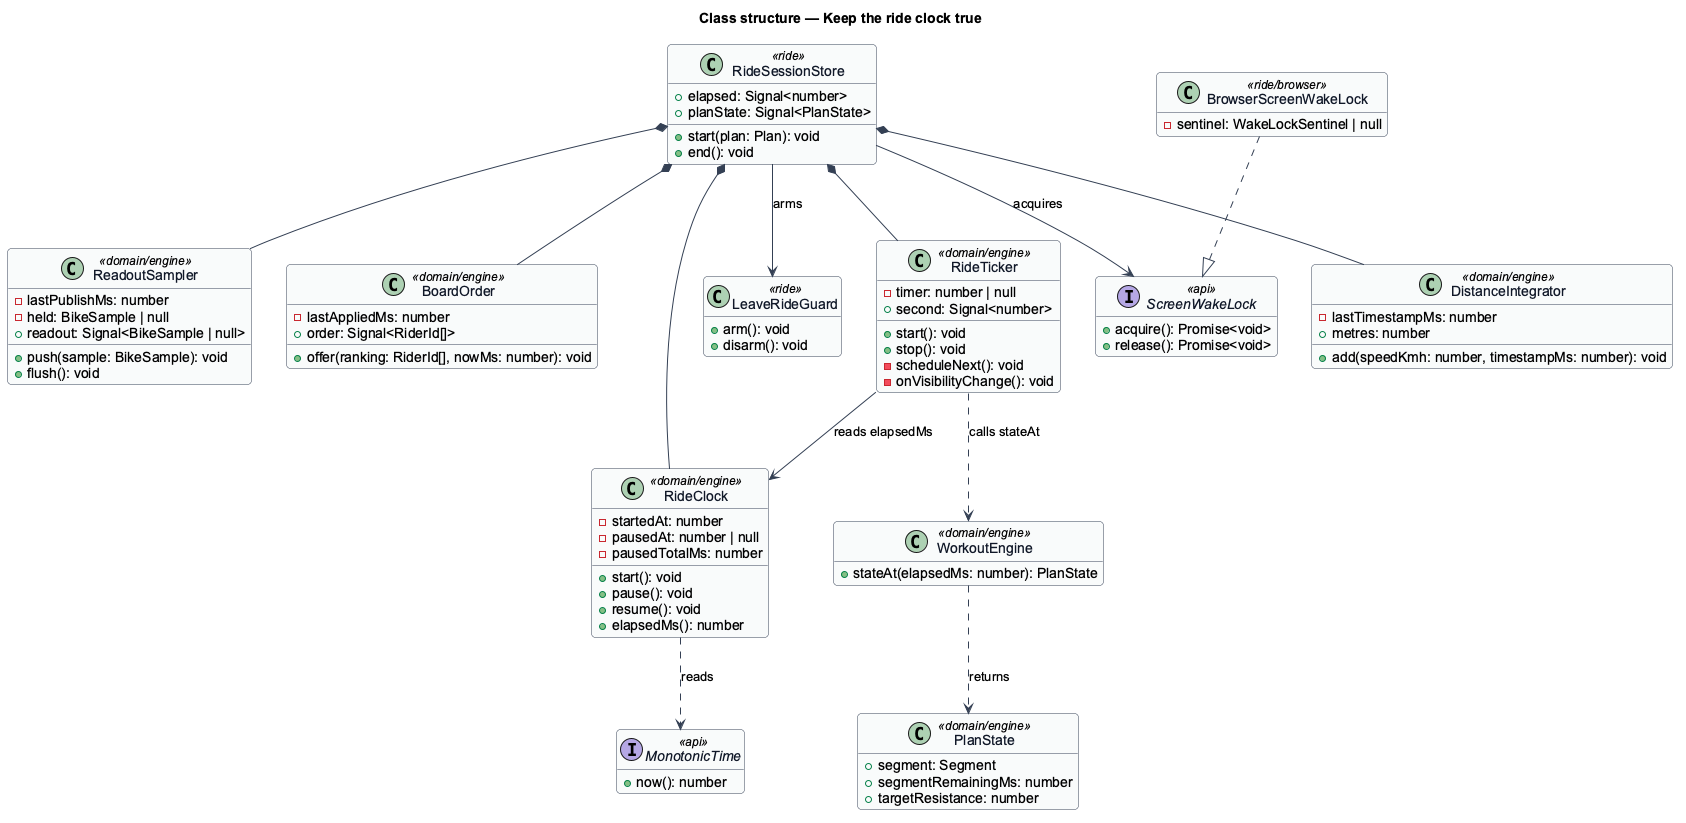 Class structure — Keep the ride clock true
«ride»
C RideSessionStore
elapsed: Signal<number>
planState: Signal<PlanState>
start(plan: Plan): void
end(): void
«ride/browser»
C BrowserScreenWakeLock
sentinel: WakeLockSentinel | null
arms
acquires
«domain/engine»
C ReadoutSampler
lastPublishMs: number
held: BikeSample | null
readout: Signal<BikeSample | null>
push(sample: BikeSample): void
flush(): void
«domain/engine»
C BoardOrder
lastAppliedMs: number
order: Signal<RiderId[]>
offer(ranking: RiderId[], nowMs: number): void
«ride»
C LeaveRideGuard
arm(): void
disarm(): void
«domain/engine»
C RideTicker
timer: number | null
second: Signal<number>
start(): void
stop(): void
scheduleNext(): void
onVisibilityChange(): void
«api»
I ScreenWakeLock
acquire(): Promise<void>
release(): Promise<void>
«domain/engine»
C DistanceIntegrator
lastTimestampMs: number
metres: number
add(speedKmh: number, timestampMs: number): void
reads elapsedMs
calls stateAt
«domain/engine»
C RideClock
startedAt: number
pausedAt: number | null
pausedTotalMs: number
start(): void
pause(): void
resume(): void
elapsedMs(): number
«domain/engine»
C WorkoutEngine
stateAt(elapsedMs: number): PlanState
reads
returns
«api»
I MonotonicTime
now(): number
«domain/engine»
C PlanState
segment: Segment
segmentRemainingMs: number
targetResistance: number